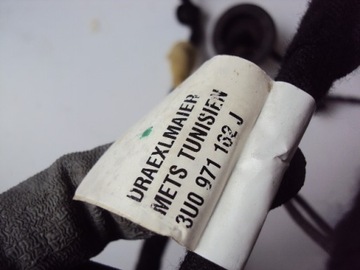 DRAEXLMAIER
METS TUNISIEN
3U0 971 162 J